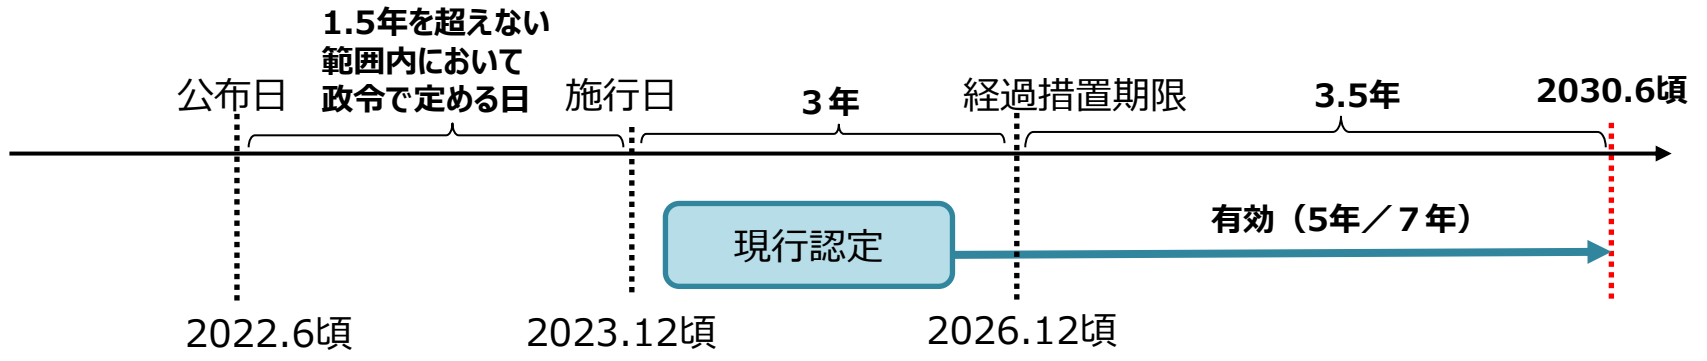 1.5年を超えない
範囲内において
政令で定める日
公布日
施行日
３年
経過措置期限
3.5年
2030.6頃
有効（5年／７年）
現行認定
2022.6頃
2023.12頃
2026.12頃